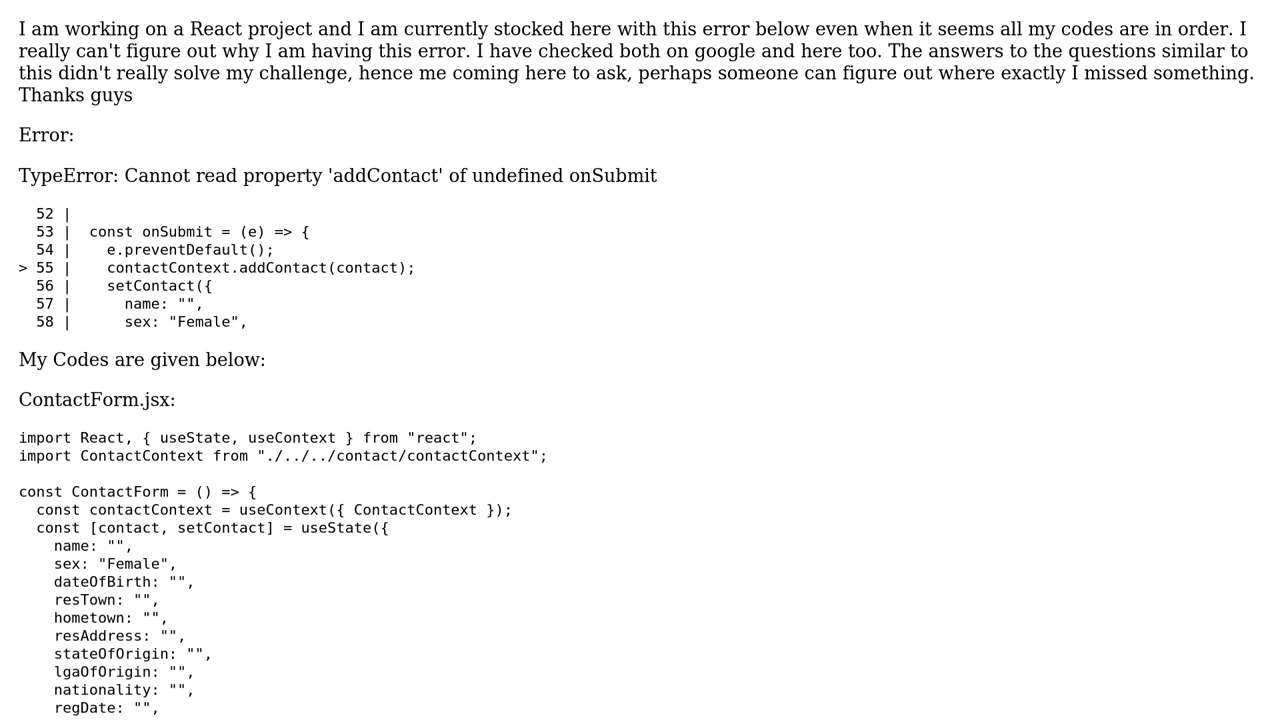 I am working on a React project and I am currently stocked here with this error below even when it seems all my codes are in order. I
really can't figure out why I am having this error. I have checked both on google and here too. The answers to the questions similar to
this didn't really solve my challenge, hence me coming here to ask, perhaps someone can figure out where exactly I missed something.
Thanks guys
Error:
TypeError: Cannot read property 'addContact' of undefined onSubmit
  52 |
  53 |  const onSubmit = (e) => {
  54 |    e.preventDefault();
> 55 |    contactContext.addContact(contact);
  56 |    setContact({
  57 |      name: "",
  58 |      sex: "Female",
My Codes are given below:
ContactForm.jsx:
import React, { useState, useContext } from "react";
import ContactContext from "./../../contact/contactContext";
const ContactForm = () => {
  const contactContext = useContext({ ContactContext });
  const [contact, setContact] = useState({
    name: "",
    sex: "Female",
    dateOfBirth: "",
    resTown: "",
    hometown: "",
    resAddress: "",
    stateOfOrigin: "",
    lgaOfOrigin: "",
    nationality: "",
    regDate: "",